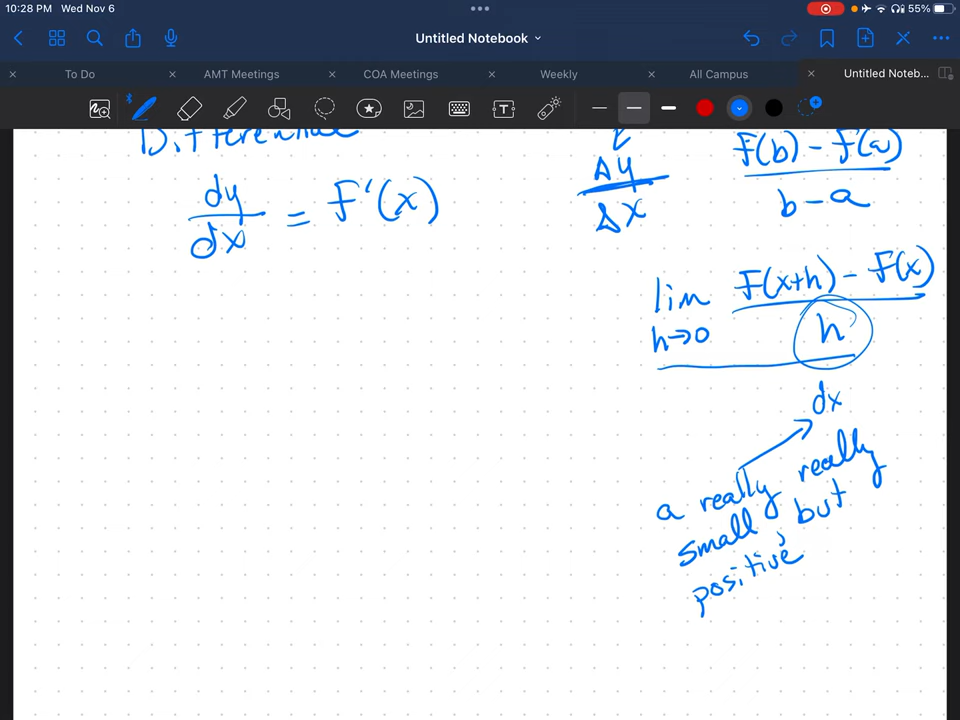 10:28 PM Wed Nov 6
55%
Untitled Notebook
To Do
AMT Meetings
COA Meetings
Weekly
All Campus
Untitled Noteb...
dy/dx = f'(x)
Δy/Δx
f(b) - f(a)
b - a
lim h→0
f(x+h) - f(x)
h
dx
a really really
small, but
positive